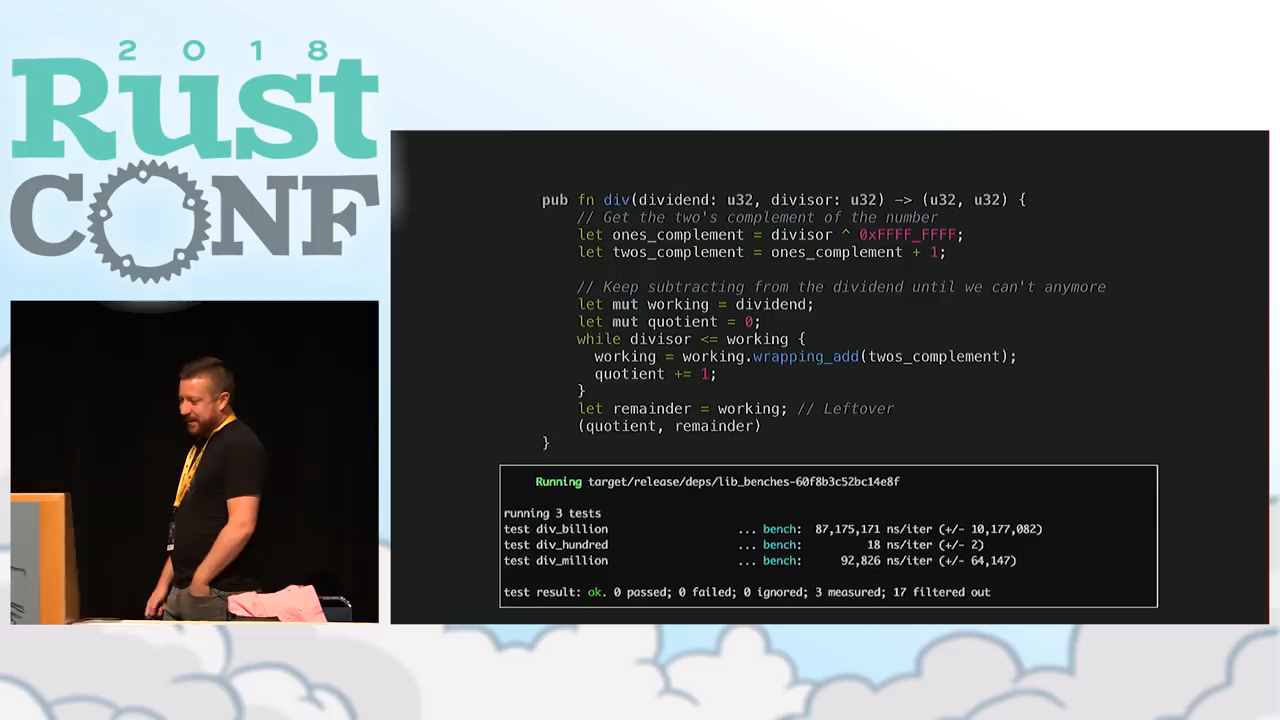 2018
Rust
CONF
pub fn div(dividend: u32, divisor: u32) -> (u32, u32) {
    // Get the two's complement of the number
    let ones_complement = divisor ^ 0xFFFF_FFFF;
    let twos_complement = ones_complement + 1;
    // Keep subtracting from the dividend until we can't anymore
    let mut working = dividend;
    let mut quotient = 0;
    while divisor <= working {
      working = working.wrapping_add(twos_complement);
      quotient += 1;
    }
    let remainder = working; // Leftover
    (quotient, remainder)
}
Running target/release/deps/lib_benches-60f8b3c52bc14e8f
running 3 tests
test div_billion ... bench: 87,175,171 ns/iter (+/- 10,177,082)
test div_hundred ... bench: 18 ns/iter (+/- 2)
test div_million ... bench: 92,826 ns/iter (+/- 64,147)
test result: ok. 0 passed; 0 failed; 0 ignored; 3 measured; 17 filtered out